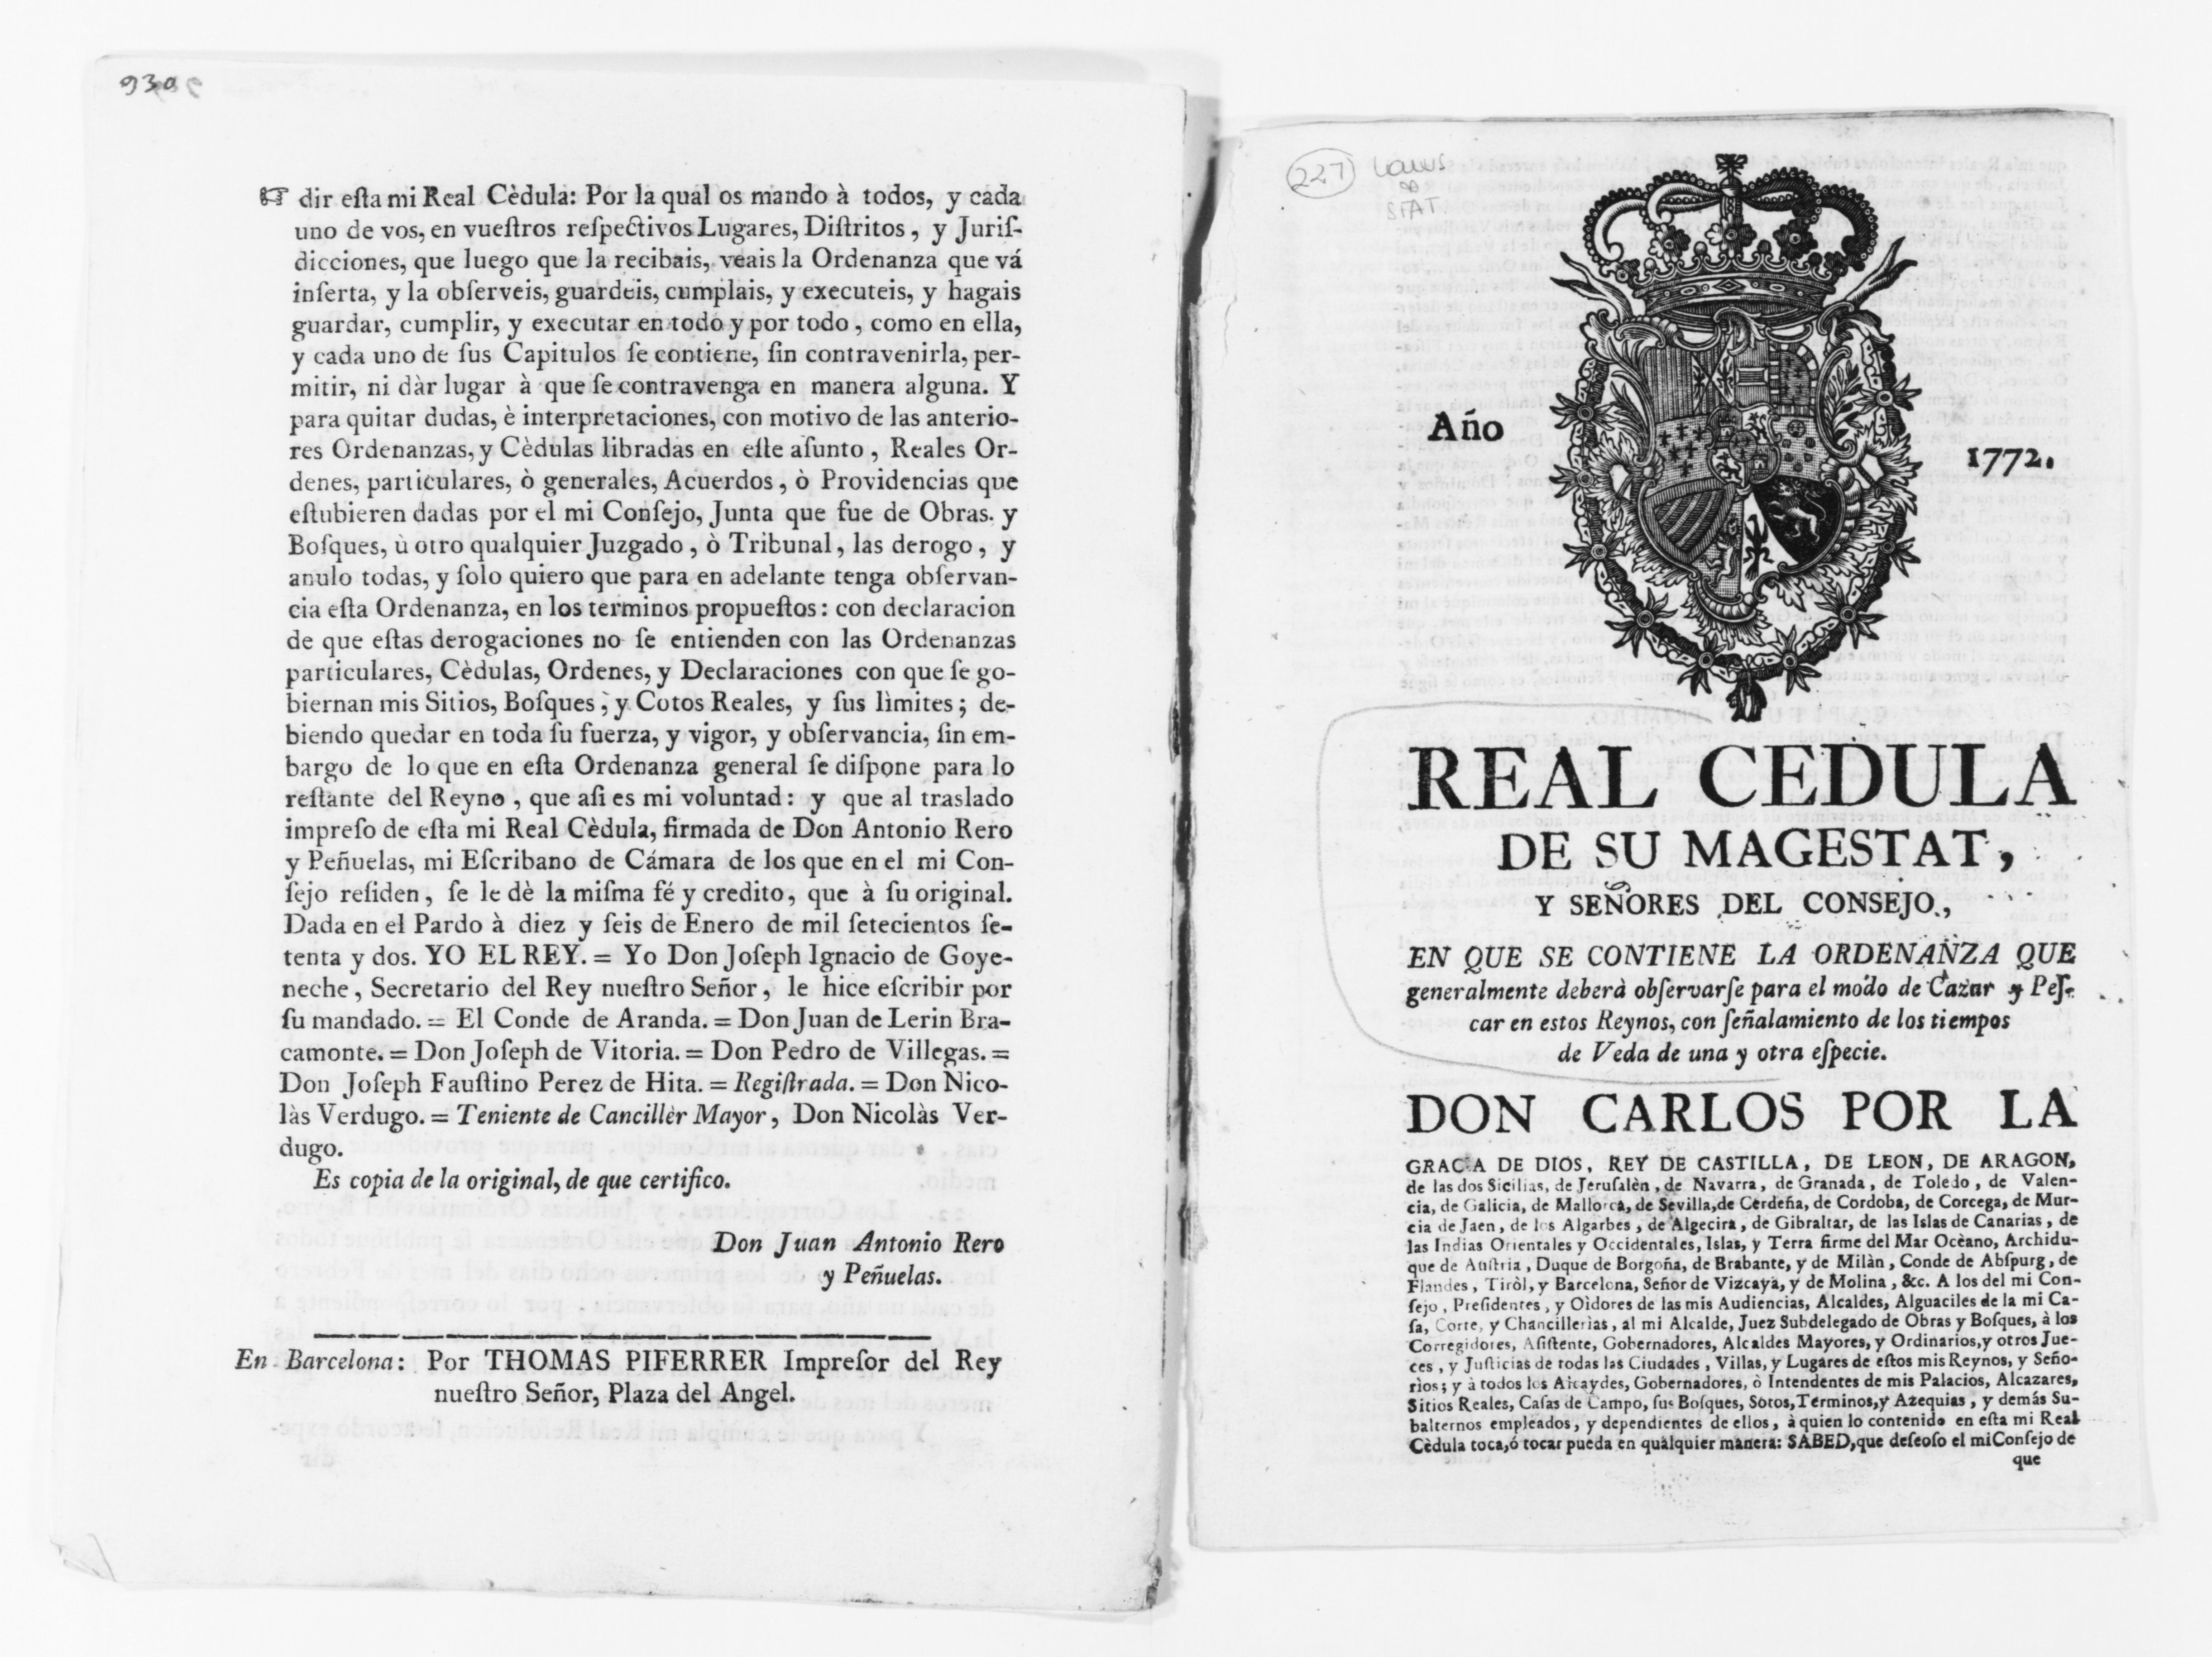 930
☞ dir eſta mi Real Cèdula: Por la qual os mando à todos, y cada
uno de vos, en vueſtros reſpectivos Lugares, Diſtritos, y Juriſ-
dicciones, que luego que la recibais, veais la Ordenanza que vá
inſerta, y la obſerveis, guardeis, cumplais, y executeis, y hagais
guardar, cumplir, y executar en todo y por todo, como en ella,
y cada uno de ſus Capitulos ſe contiene, ſin contravenirla, per-
mitir, ni dàr lugar à que ſe contravenga en manera alguna. Y
para quitar dudas, è interpretaciones, con motivo de las anterio-
res Ordenanzas, y Cèdulas libradas en eſte aſunto, Reales Or-
denes, particulares, ò generales, Acuerdos, ò Providencias que
eſtubieren dadas por el mi Conſejo, Junta que fue de Obras. y
Boſques, ù otro qualquier Juzgado, ò Tribunal, las derogo, y
anulo todas, y ſolo quiero que para en adelante tenga obſervan-
cia eſta Ordenanza, en los terminos propueſtos: con declaracion
de que eſtas derogaciones no ſe entienden con las Ordenanzas
particulares, Cèdulas, Ordenes, y Declaraciones con que ſe go-
biernan mis Sitios, Boſques, y Cotos Reales, y ſus lìmites; de-
biendo quedar en toda ſu fuerza, y vigor, y obſervancia, ſin em-
bargo de lo que en eſta Ordenanza general ſe diſpone para lo
reſtante del Reyno, que aſi es mi voluntad: y que al traslado
impreſo de eſta mi Real Cèdula, firmada de Don Antonio Rero
y Peñuelas, mi Eſcribano de Cámara de los que en el mi Con-
ſejo reſiden, ſe le dè la miſma fé y credito, que à ſu original.
Dada en el Pardo à diez y ſeis de Enero de mil ſetecientos ſe-
tenta y dos. YO EL REY. = Yo Don Joſeph Ignacio de Goye-
neche, Secretario del Rey nueſtro Señor, le hice eſcribir por
ſu mandado. = El Conde de Aranda. = Don Juan de Lerin Bra-
camonte. = Don Joſeph de Vitoria. = Don Pedro de Villegas. =
Don Joſeph Fauſtino Perez de Hita. = Regiſtrada. = Don Nico-
làs Verdugo. = Teniente de Cancillèr Mayor, Don Nicolàs Ver-
dugo.
Es copia de la original, de que certifico.
Don Juan Antonio Rero
y Peñuelas.
En Barcelona: Por THOMAS PIFERRER Impreſor del Rey
nueſtro Señor, Plaza del Angel.
227
Año
1772.
REAL CEDULA
DE SU MAGESTAT,
Y SEÑORES DEL CONSEJO,
EN QUE SE CONTIENE LA ORDENANZA QUE
generalmente deberà obſervarſe para el modo de Cazar y Peſ-
car en estos Reynos, con ſeñalamiento de los tiempos
de Veda de una y otra eſpecie.
DON CARLOS POR LA
GRACIA DE DIOS, REY DE CASTILLA, DE LEON, DE ARAGON,
de las dos Sicilias, de Jeruſalèn, de Navarra, de Granada, de Toledo, de Valen-
cia, de Galicia, de Mallorca, de Sevilla, de Cerdeña, de Cordoba, de Corcega, de Mur-
cia de Jaen, de los Algarbes, de Algecira, de Gibraltar, de las Islas de Canarias, de
las Indias Orientales y Occidentales, Islas, y Terra firme del Mar Ocèano, Archidu-
que de Auſtria, Duque de Borgoña, de Brabante, y de Milàn, Conde de Abſpurg, de
Flandes, Tiròl, y Barcelona, Señor de Vizcaya, y de Molina, &c. A los del mi Con-
ſejo, Preſidentes, y Oìdores de las mis Audiencias, Alcaldes, Alguaciles de la mi Ca-
ſa, Corte, y Chancillerìas, al mi Alcalde, Juez Subdelegado de Obras y Boſques, à los
Corregidores, Aſiſtente, Gobernadores, Alcaldes Mayores, y Ordinarios, y otros Jue-
ces, y Juſticias de todas las Ciudades, Villas, y Lugares de eſtos mis Reynos, y Seño-
rìos; y à todos los Alcaydes, Gobernadores, ò Intendentes de mis Palacios, Alcazares,
Sitios Reales, Caſas de Campo, ſus Boſques, Sotos, Terminos, y Azequias, y demás Su-
balternos empleados, y dependientes de ellos, à quien lo contenido en eſta mi Real
Cèdula toca, ó tocar pueda en qualquier manera: SABED, que deſeoſo el mi Conſejo de
que